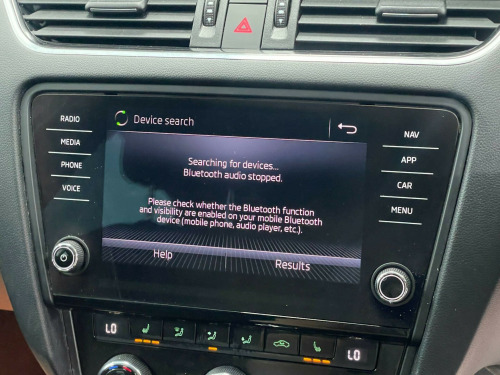 Device search
RADIO
MEDIA
PHONE
VOICE
Searching for devices...
Bluetooth audio stopped.
Please check whether the Bluetooth function
and visibility are enabled on your mobile Bluetooth
device (mobile phone, audio player, etc.).
Help
Results
NAV
APP
CAR
MENU
LO
LO